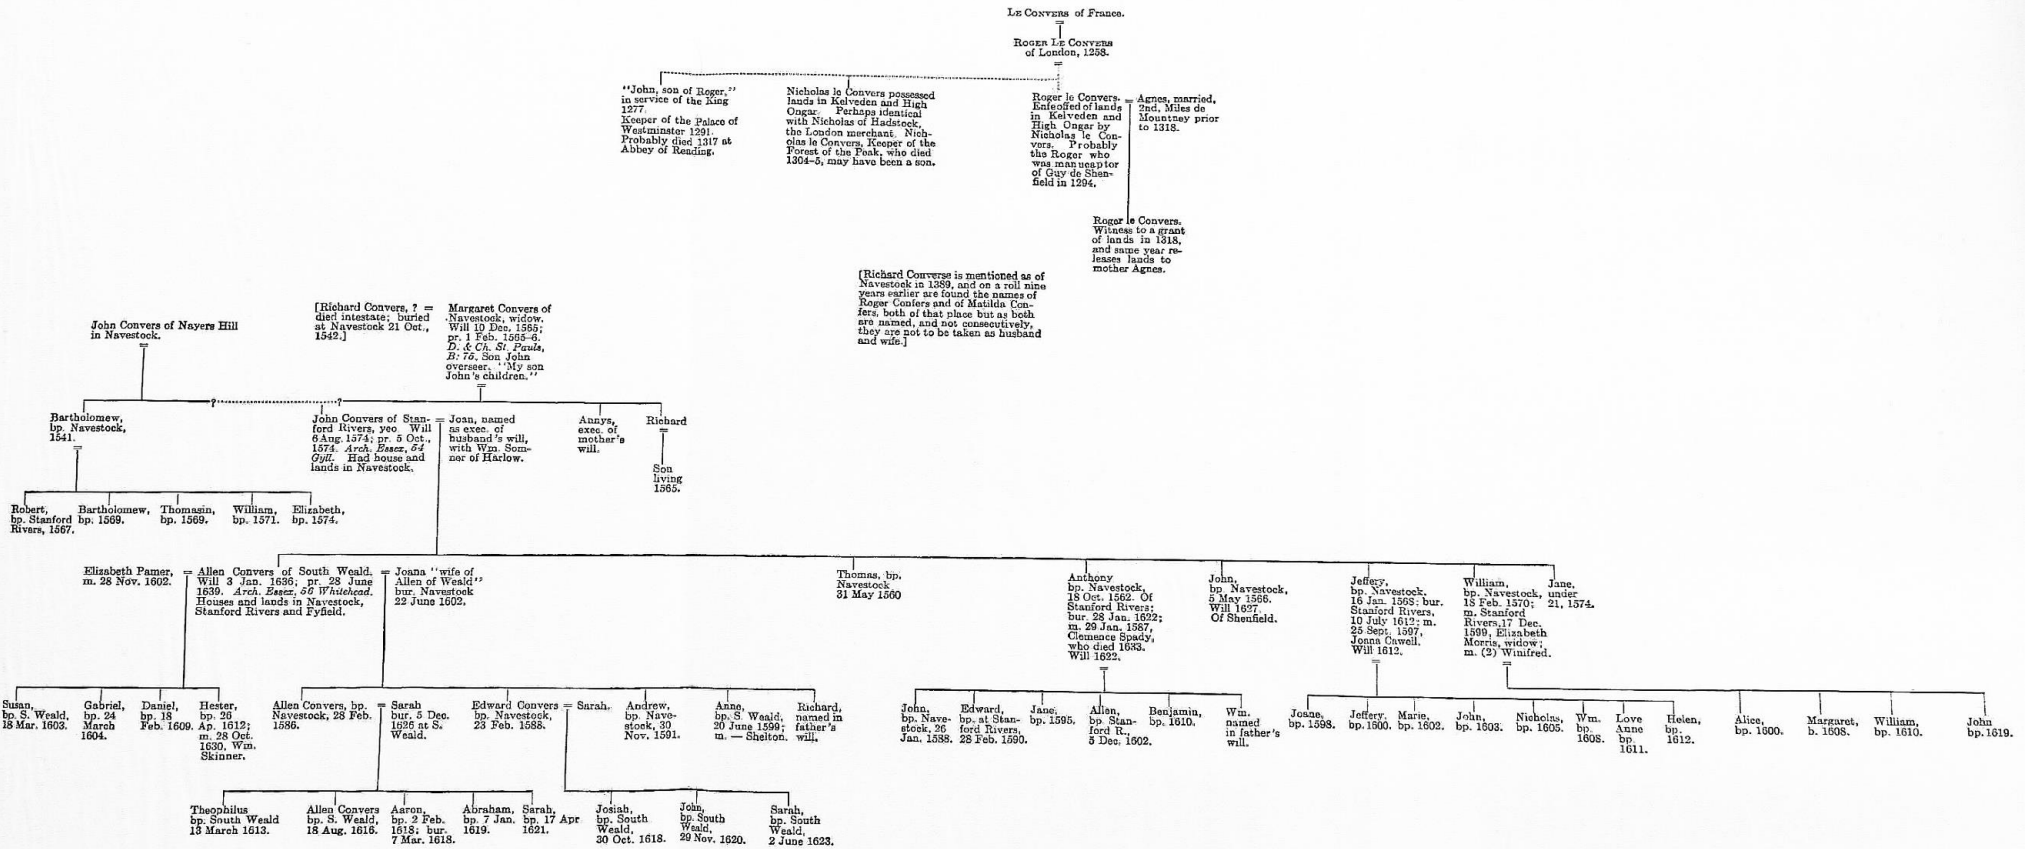 LE CONVERS of France.
=
ROGER LE CONVERS
of London, 1258.
=
"John, son of Roger,"
in service of the King
1277.
Keeper of the Palace of
Westminster 1291.
Probably died 1317 at
Abbey of Reading.
Nicholas le Convers possessed
lands in Kelveden and High
Ongar. Perhaps identical
with Nicholas of Hadstock,
the London merchant. Nich-
olas le Convers, Keeper of the
Forest of the Peak, who died
1304-5, may have been a son.
Roger le Convers.
Enfeoffed of lands
in Kelveden and
High Ongar by
Nicholas le Con-
vers. Probably
the Roger who
was manucaptor
of Guy de Shen-
field in 1294.
=
Agnes, married,
2nd, Miles de
Mountney prior
to 1318.
Roger le Convers.
Witness to a grant
of lands in 1318,
and same year re-
leases lands to
mother Agnes.
[Richard Converse is mentioned as of
Navestock in 1389, and on a roll nine
years earlier are found the names of
Roger Confers and of Matilda Con-
fers, both of that place but as both
are named, and not consecutively,
they are not to be taken as husband
and wife.]
John Convers of Nayers Hill
in Navestock.
=
[Richard Convers, ? =
died intestate; buried
at Navestock 21 Oct.,
1542.]
Margaret Convers of
Navestock, widow.
Will 10 Dec. 1565;
pr. 1 Feb. 1565-6.
D. & Ch. St. Pauls,
B: 75. Son John
overseer. "My son
John's children."
=
? ?
Bartholomew,
bp. Navestock,
1541.
=
John Convers of Stan-
ford Rivers, yeo Will
6 Aug. 1574; pr. 5 Oct.,
1574. Arch. Essex, 54
Gyll. Had house and
lands in Navestock.
=
Joan, named
as exec. of
husband's will,
with Wm. Som-
ner of Harlow.
Annys,
exec. of
mother's
will.
Richard
=
Son
living
1565.
Robert,
bp. Stanford
Rivers, 1567.
Bartholomew,
bp. 1569.
Thomasin,
bp. 1569.
William,
bp. 1571.
Elizabeth,
bp. 1574.
Elizabeth Pamer,
m. 28 Nov. 1602.
=
Allen Convers of South Weald.
Will 3 Jan. 1636; pr. 28 June
1639. Arch. Essex, 56 Whitehead.
Houses and lands in Navestock,
Stanford Rivers and Fyfield.
=
Joana "wife of
Allen of Weald"
bur. Navestock
22 June 1602.
Thomas, bp.
Navestock
31 May 1560
Anthony
bp. Navestock,
18 Oct. 1562. Of
Stanford Rivers;
bur. 28 Jan. 1622;
m. 29 Jan. 1587,
Clemence Spady,
who died 1633.
Will 1622.
=
John,
bp. Navestock,
5 May 1566.
Will 1627.
Of Shenfield.
Jeffery,
bp. Navestock.
16 Jan. 1568; bur.
Stanford Rivers,
10 July 1612; m.
25 Sept. 1597,
Joana Cawell.
Will 1612.
=
William,
bp. Navestock,
18 Feb. 1570;
m. Stanford
Rivers, 17 Dec.
1599, Elizabeth
Morris, widow;
m. (2) Winifred.
=
Jane,
under
21, 1574.
Susan,
bp. S. Weald,
18 Mar. 1603.
Gabriel,
bp. 24
March
1604.
Daniel,
bp. 18
Feb. 1609.
Hester,
bp. 26
Ap. 1612;
m. 28 Oct.
1630, Wm.
Skinner.
Allen Convers, bp.
Navestock, 28 Feb.
1586.
=
Sarah
bur. 5 Dec.
1626 at S.
Weald.
Edward Convers
bp. Navestock,
23 Feb. 1588.
=
Sarah.
Andrew,
bp. Nave-
stock, 30
Nov. 1591.
Anne,
bp. S. Weald,
20 June 1599;
m. — Shelton.
Richard,
named in
father's
will.
John,
bp. Nave-
stock, 26
Jan. 1588.
Edward,
bp. at Stan-
ford Rivers,
28 Feb. 1590.
Jane,
bp. 1595.
Allen,
bp. Stan-
ford R.,
5 Dec. 1602.
Benjamin,
bp. 1610.
Wm.
named
in father's
will.
Joane,
bp. 1598.
Jeffery,
bp. 1600.
Marie,
bp. 1602.
John,
bp. 1603.
Nicholas,
bp. 1605.
Wm.
bp.
1608.
Love
Anne
bp.
1611.
Helen,
bp.
1612.
Alice,
bp. 1600.
Margaret,
b. 1608.
William,
bp. 1610.
John
bp. 1619.
Theophilus
bp. South Weald
13 March 1613.
Allen Convers
bp. S. Weald,
18 Aug. 1616.
Aaron,
bp. 2 Feb.
1618; bur.
7 Mar. 1618.
Abraham,
bp. 7 Jan.
1619.
Sarah,
bp. 17 Apr
1621.
Josiah,
bp. South
Weald,
30 Oct. 1618.
John,
bp. South
Weald,
29 Nov. 1620.
Sarah,
bp. South
Weald,
2 June 1623.